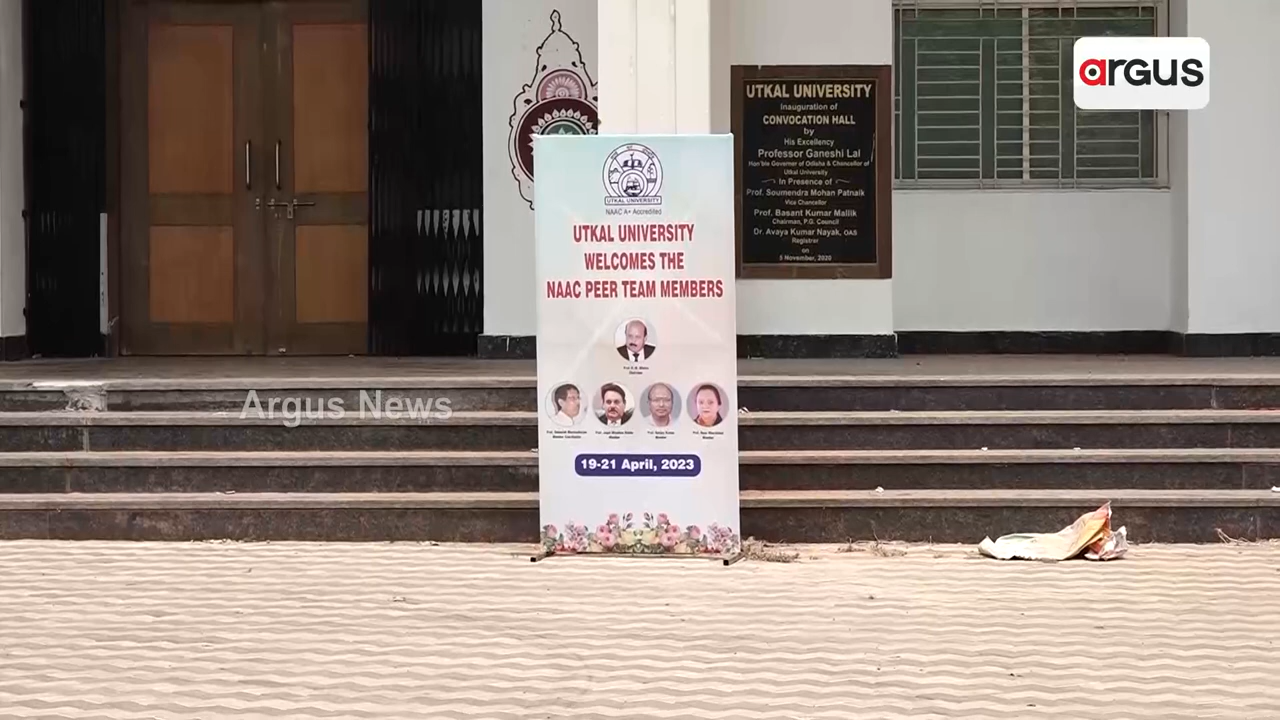 argus
UTKAL UNIVERSITY
Inauguration of
CONVOCATION HALL
by
His Excellency
Professor Ganeshi Lal
Hon'ble Governor of Odisha & Chancellor of
Utkal University
In Presence of
Prof. Soumendra Mohan Patnaik
Vice Chancellor
Prof. Basant Kumar Mallik
Chairman, P.G. Council
Dr. Avaya Kumar Nayak, OAS
Registrar
on
5 November, 2020
UTKAL UNIVERSITY
NAAC A+ Accredited
UTKAL UNIVERSITY
WELCOMES THE
NAAC PEER TEAM MEMBERS
19-21 April, 2023
Argus News